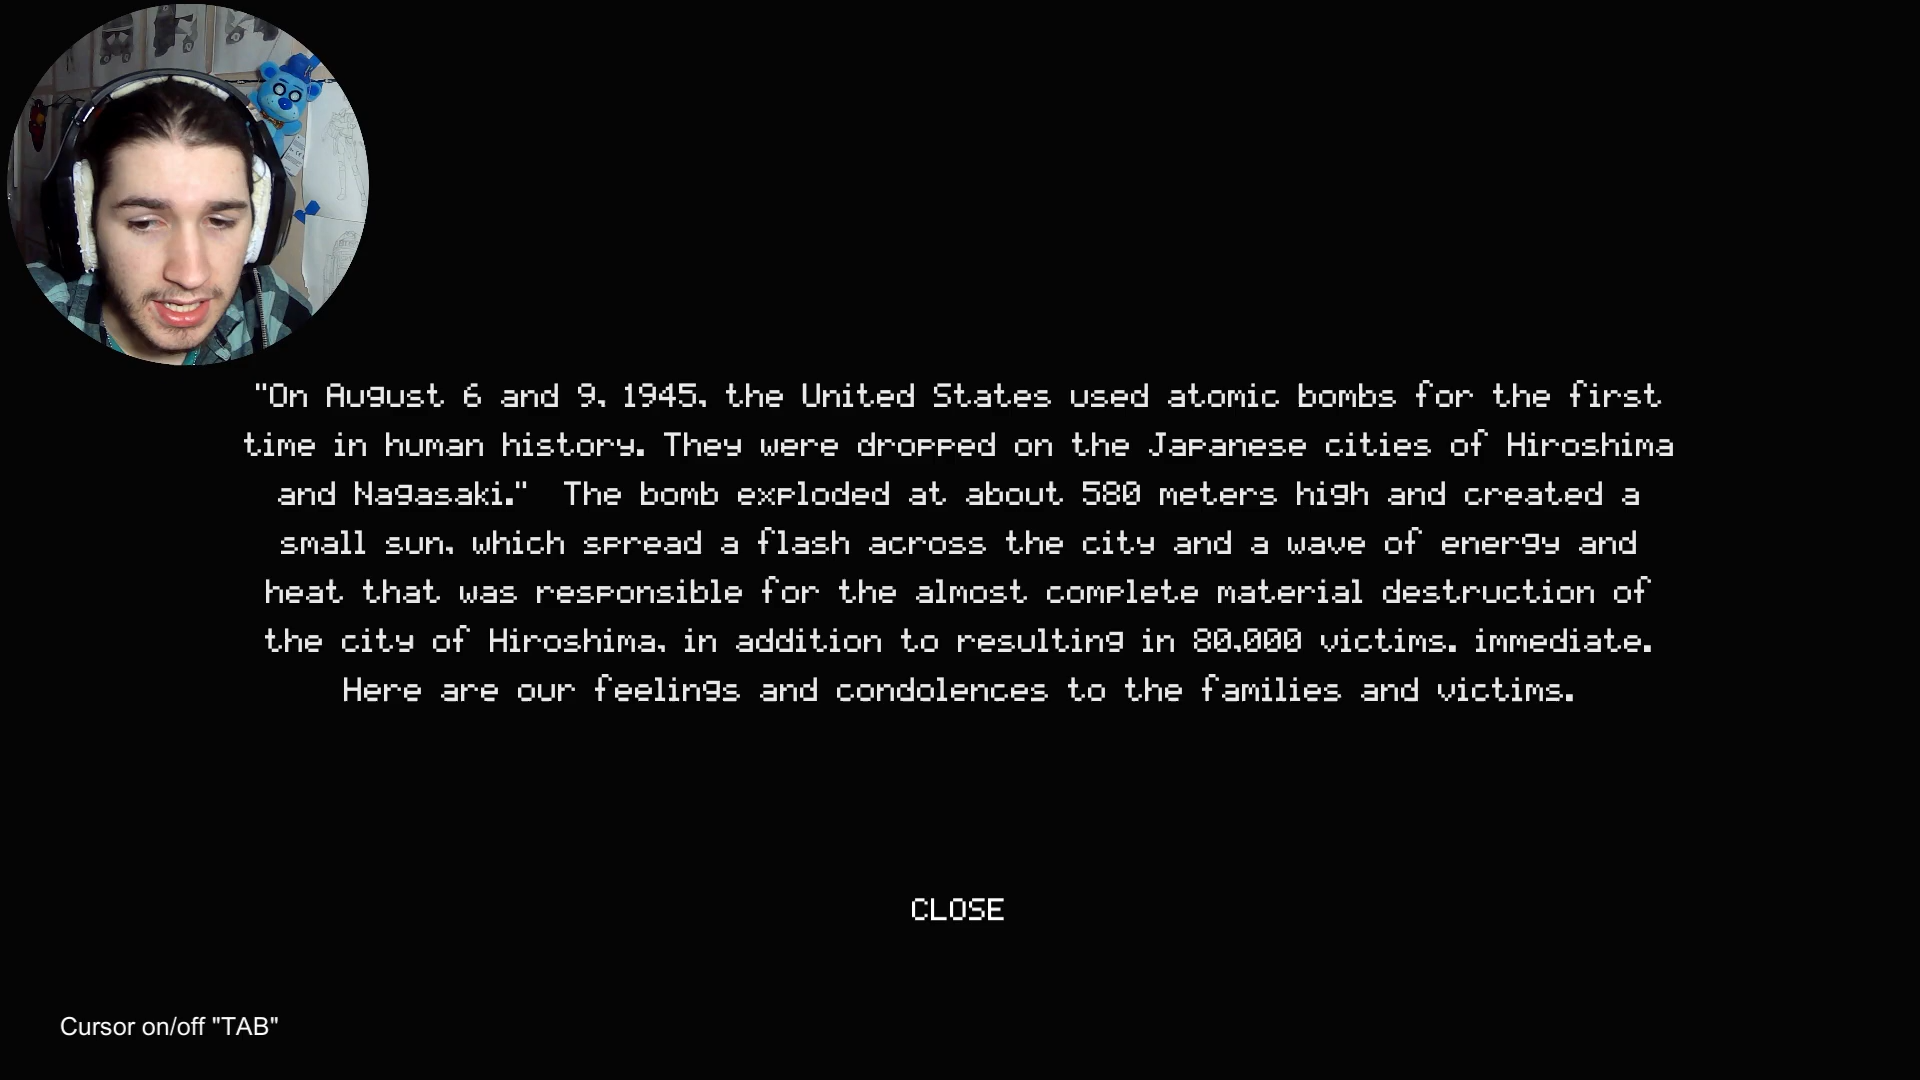 "On August 6 and 9, 1945, the United States used atomic bombs for the first
time in human history. They were dropped on the Japanese cities of Hiroshima
and Nagasaki."  The bomb exploded at about 580 meters high and created a
small sun, which spread a flash across the city and a wave of energy and
heat that was responsible for the almost complete material destruction of
the city of Hiroshima, in addition to resulting in 80,000 victims. immediate.
Here are our feelings and condolences to the families and victims.
CLOSE
Cursor on/off "TAB"